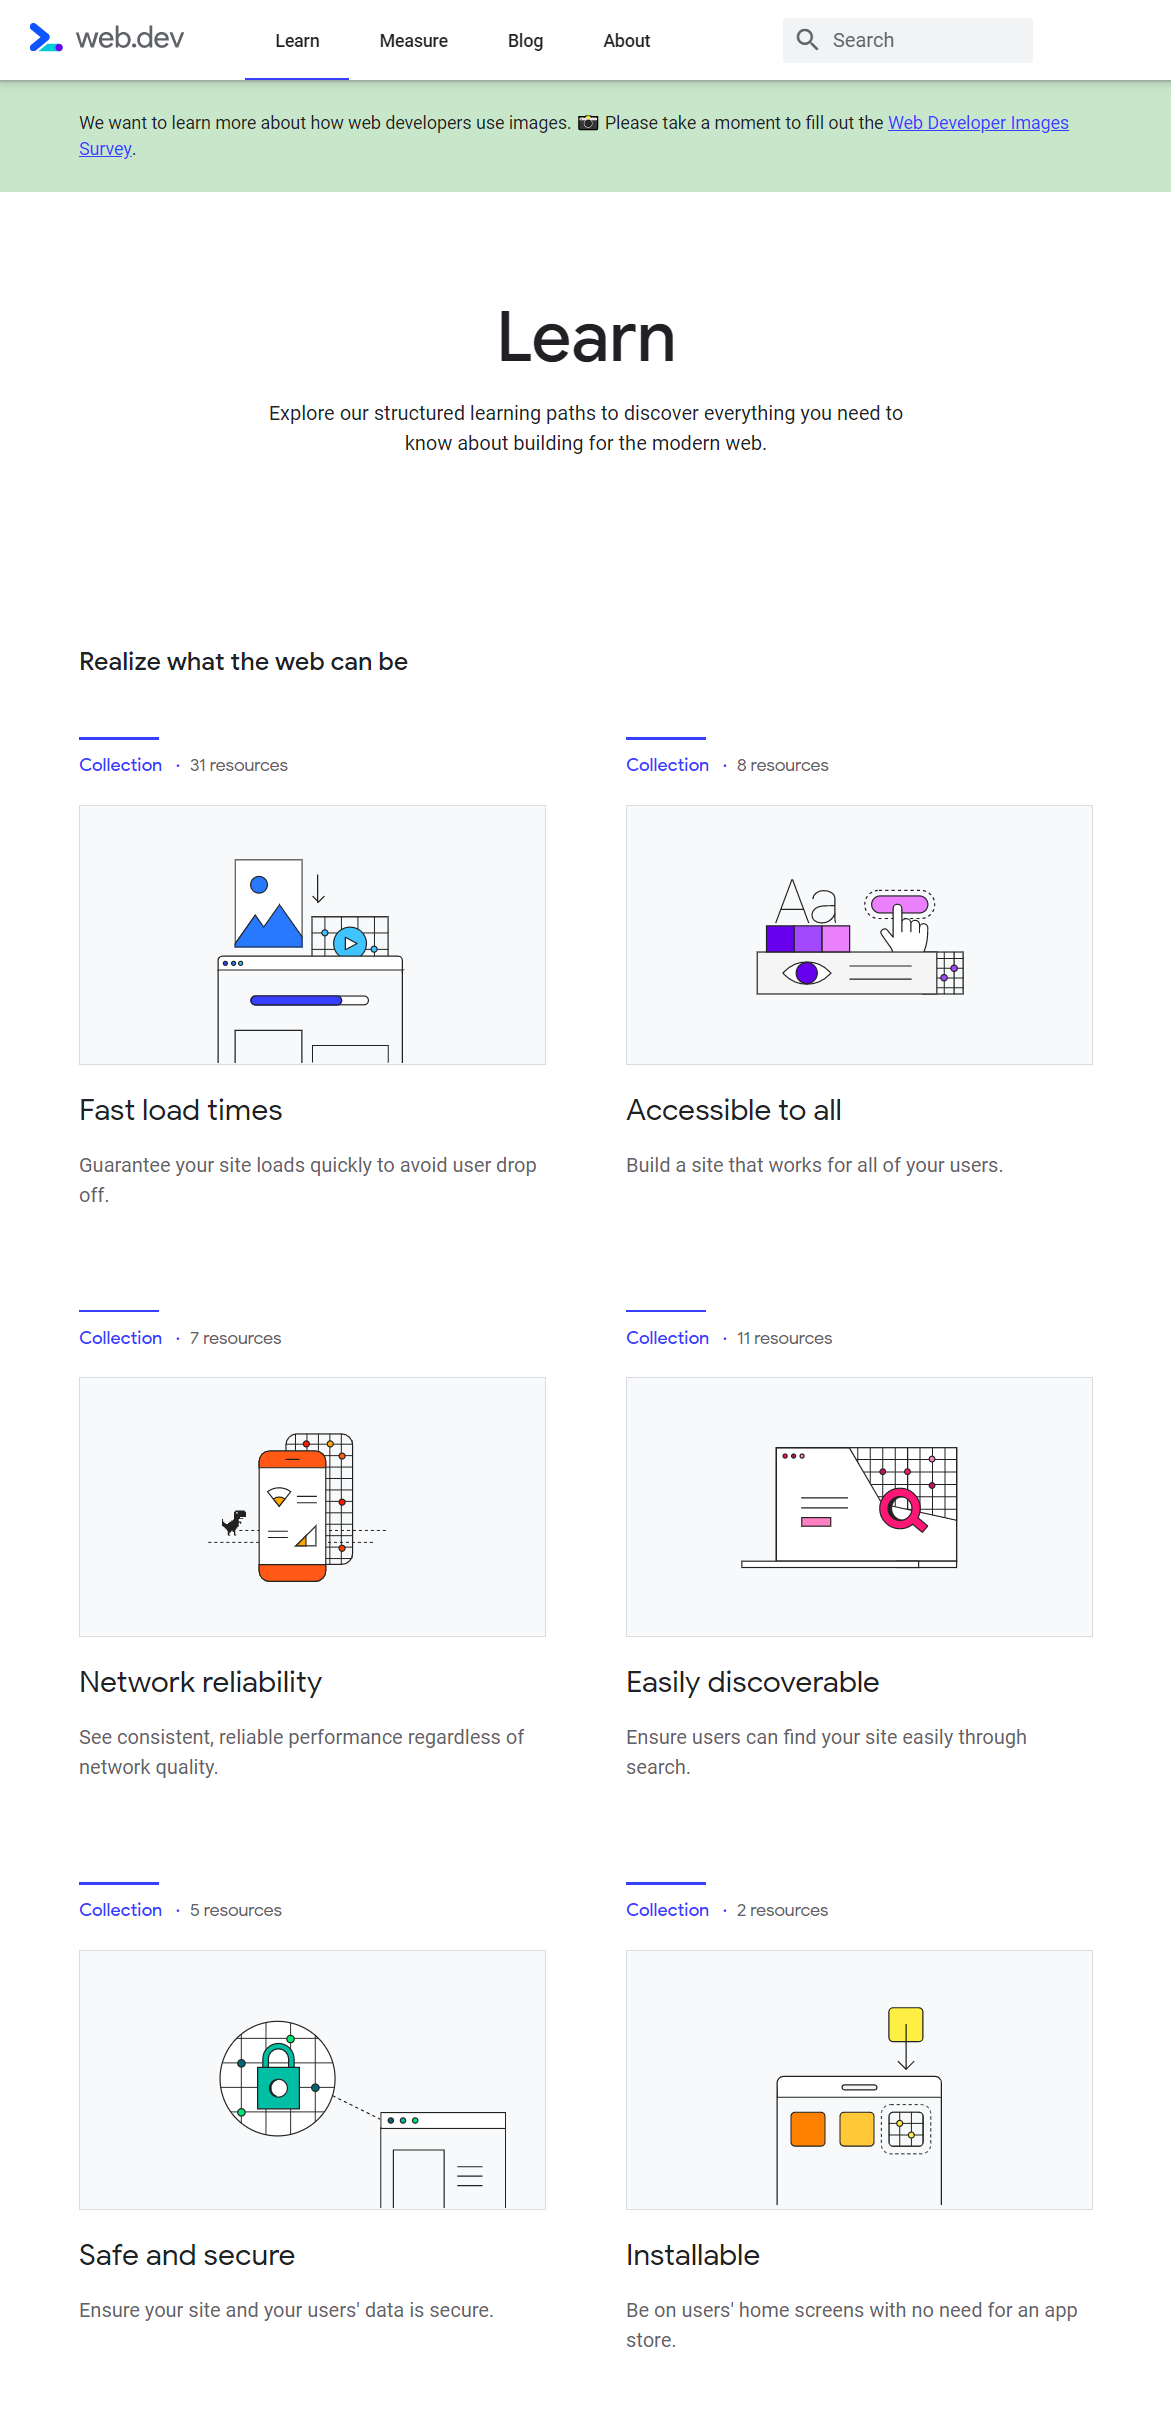 web.dev
Learn
Measure
Blog
About
Search
We want to learn more about how web developers use images. 📸 Please take a moment to fill out the Web Developer Images
Survey.
Learn
Explore our structured learning paths to discover everything you need to
know about building for the modern web.
Realize what the web can be
Collection · 31 resources
Fast load times
Guarantee your site loads quickly to avoid user drop
off.
Collection · 8 resources
Aa
Accessible to all
Build a site that works for all of your users.
Collection · 7 resources
Network reliability
See consistent, reliable performance regardless of
network quality.
Collection · 11 resources
Easily discoverable
Ensure users can find your site easily through
search.
Collection · 5 resources
Safe and secure
Ensure your site and your users' data is secure.
Collection · 2 resources
Installable
Be on users' home screens with no need for an app
store.